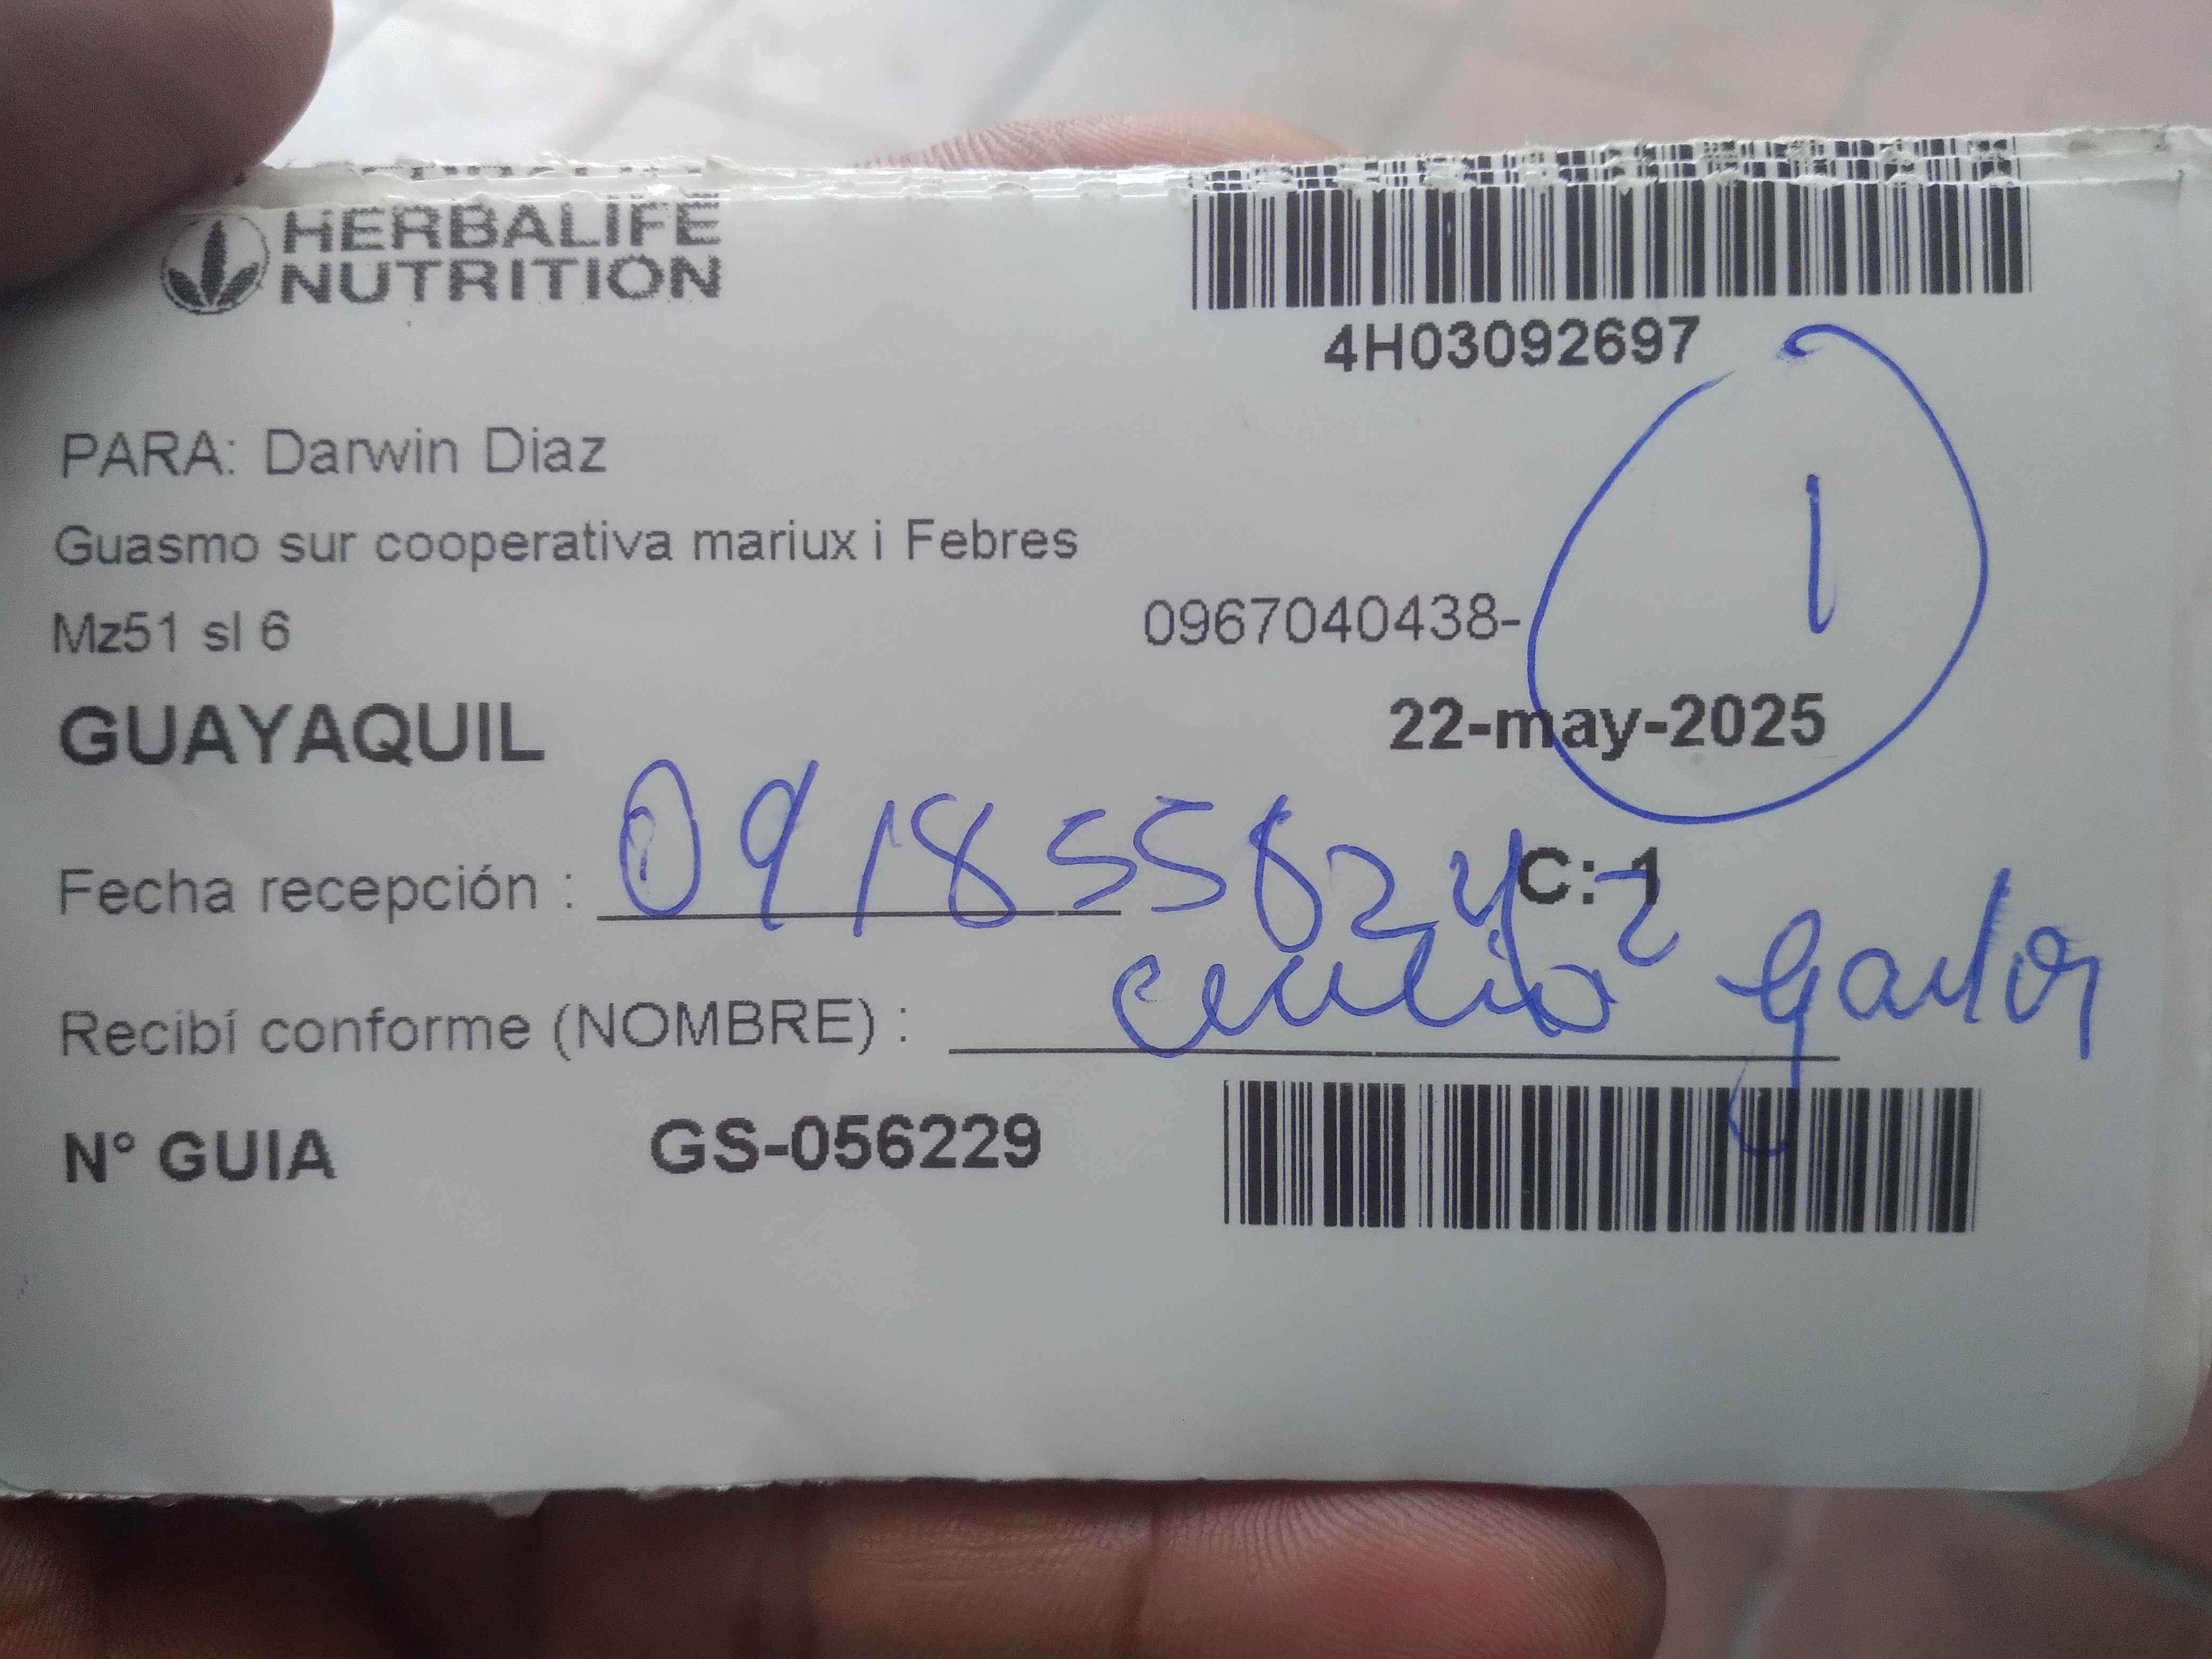 HERBALIFE
NUTRITION
4H03092697
PARA: Darwin Diaz
1
Guasmo sur cooperativa mariux i Febres
Mz51 sl 6 0967040438-
GUAYAQUIL 22-may-2025
Fecha recepción : C: 1
Recibí conforme (NOMBRE) :
N° GUIA GS-056229